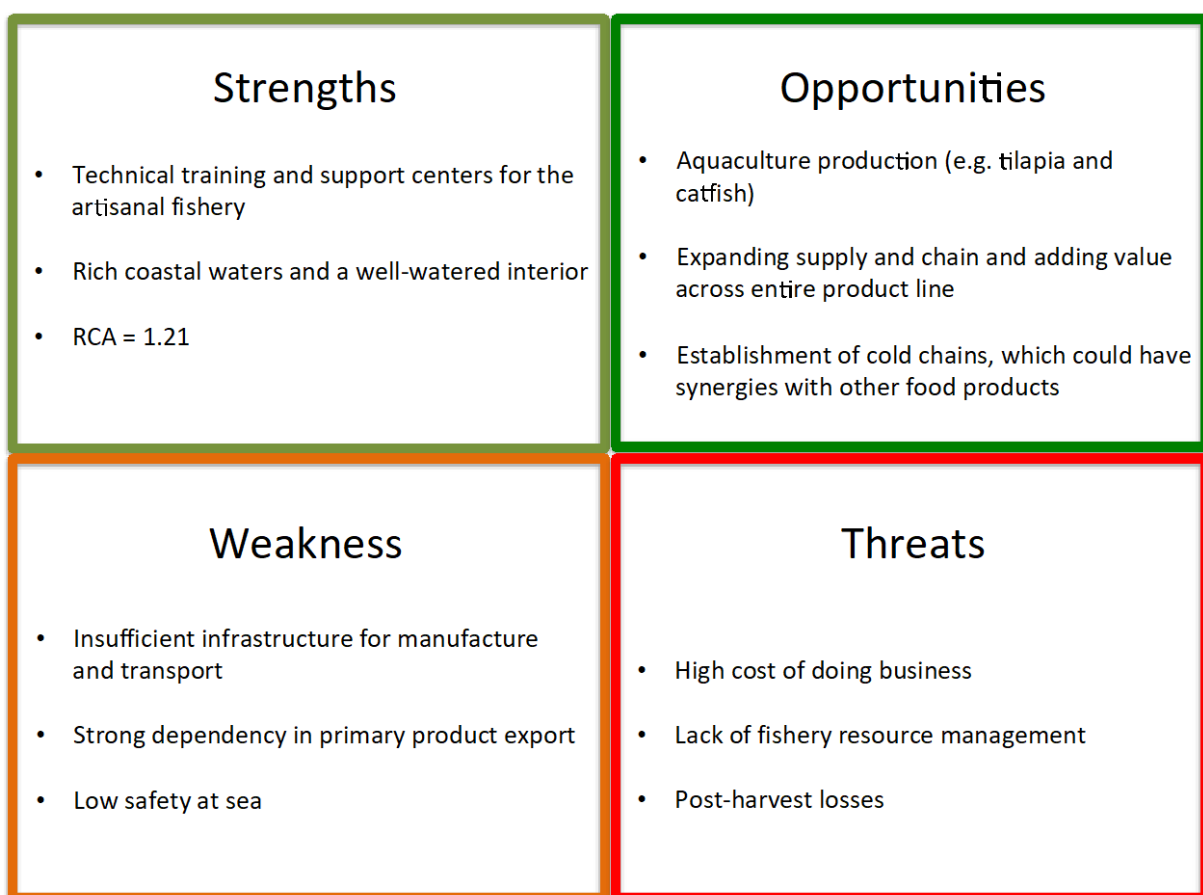 Strengths
• Technical training and support centers for the
artisanal fishery
• Rich coastal waters and a well-watered interior
• RCA = 1.21
Opportunities
• Aquaculture production (e.g. tilapia and
catfish)
• Expanding supply and chain and adding value
across entire product line
• Establishment of cold chains, which could have
synergies with other food products
Weakness
• Insufficient infrastructure for manufacture
and transport
• Strong dependency in primary product export
• Low safety at sea
Threats
• High cost of doing business
• Lack of fishery resource management
• Post-harvest losses